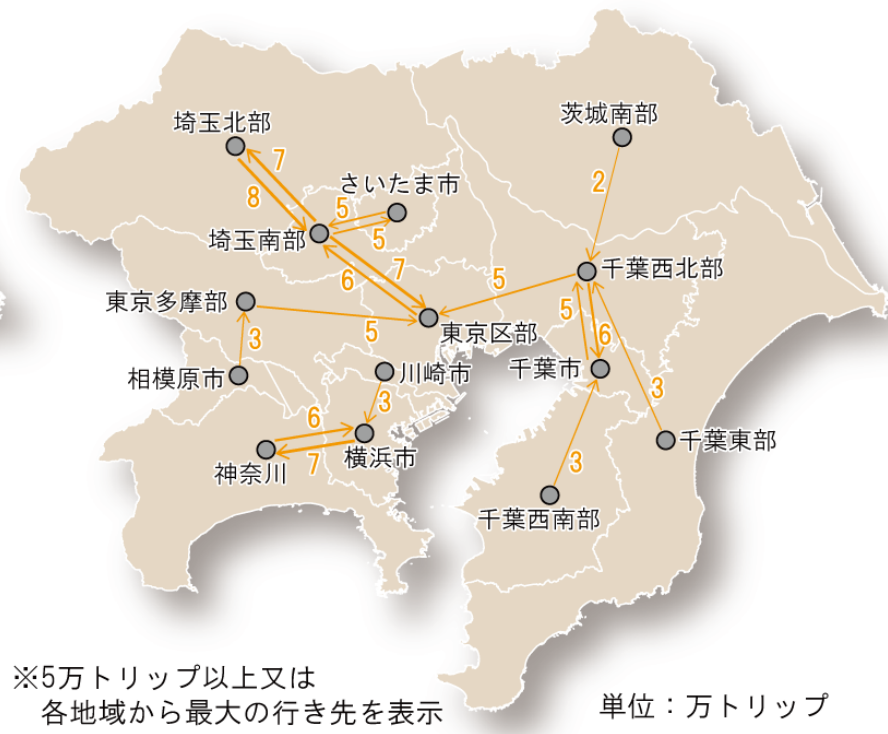 埼玉北部
茨城南部
7
さいたま市
8
2
5
埼玉南部
5
6
7
千葉西北部
5
東京多摩部
5
東京区部
5
6
3
千葉市
相模原市
川崎市
3
3
6
千葉東部
横浜市
神奈川
7
3
千葉西南部
※5万トリップ以上又は
各地域から最大の行き先を表示
単位：万トリップ